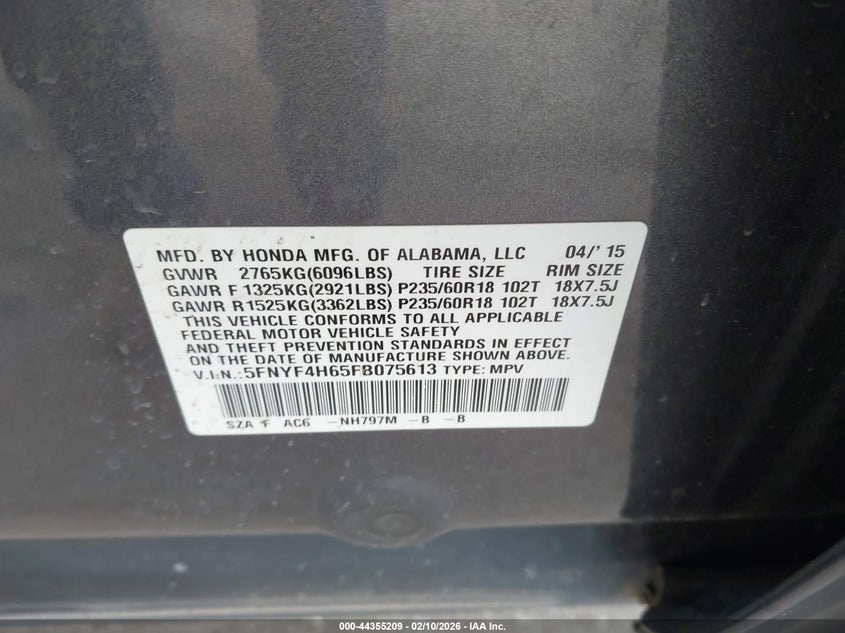 MFD. BY HONDA MFG. OF ALABAMA, LLC 04/' 15
GVWR 2765KG(6096LBS) TIRE SIZE RIM SIZE
GAWR F 1325KG(2921LBS) P235/60R18 102T 18X7.5J
GAWR R1525KG(3362LBS) P235/60R18 102T 18X7.5J
THIS VEHICLE CONFORMS TO ALL APPLICABLE
FEDERAL MOTOR VEHICLE SAFETY
AND THEFT PREVENTION STANDARDS IN EFFECT
ON THE DATE OF MANUFACTURE SHOWN ABOVE.
V.I.N.:5FNYF4H65FB075613 TYPE: MPV
SZA F AC6 -NH797M -B -B
000-44355209 - 02/10/2026 - IAA Inc.